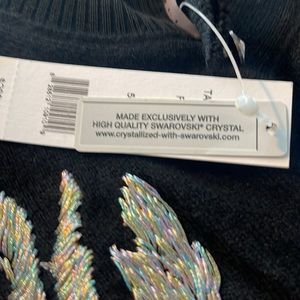 MADE EXCLUSIVELY WITH
HIGH QUALITY SWAROVSKI® CRYSTAL
www.crystallized-with-swarovski.com